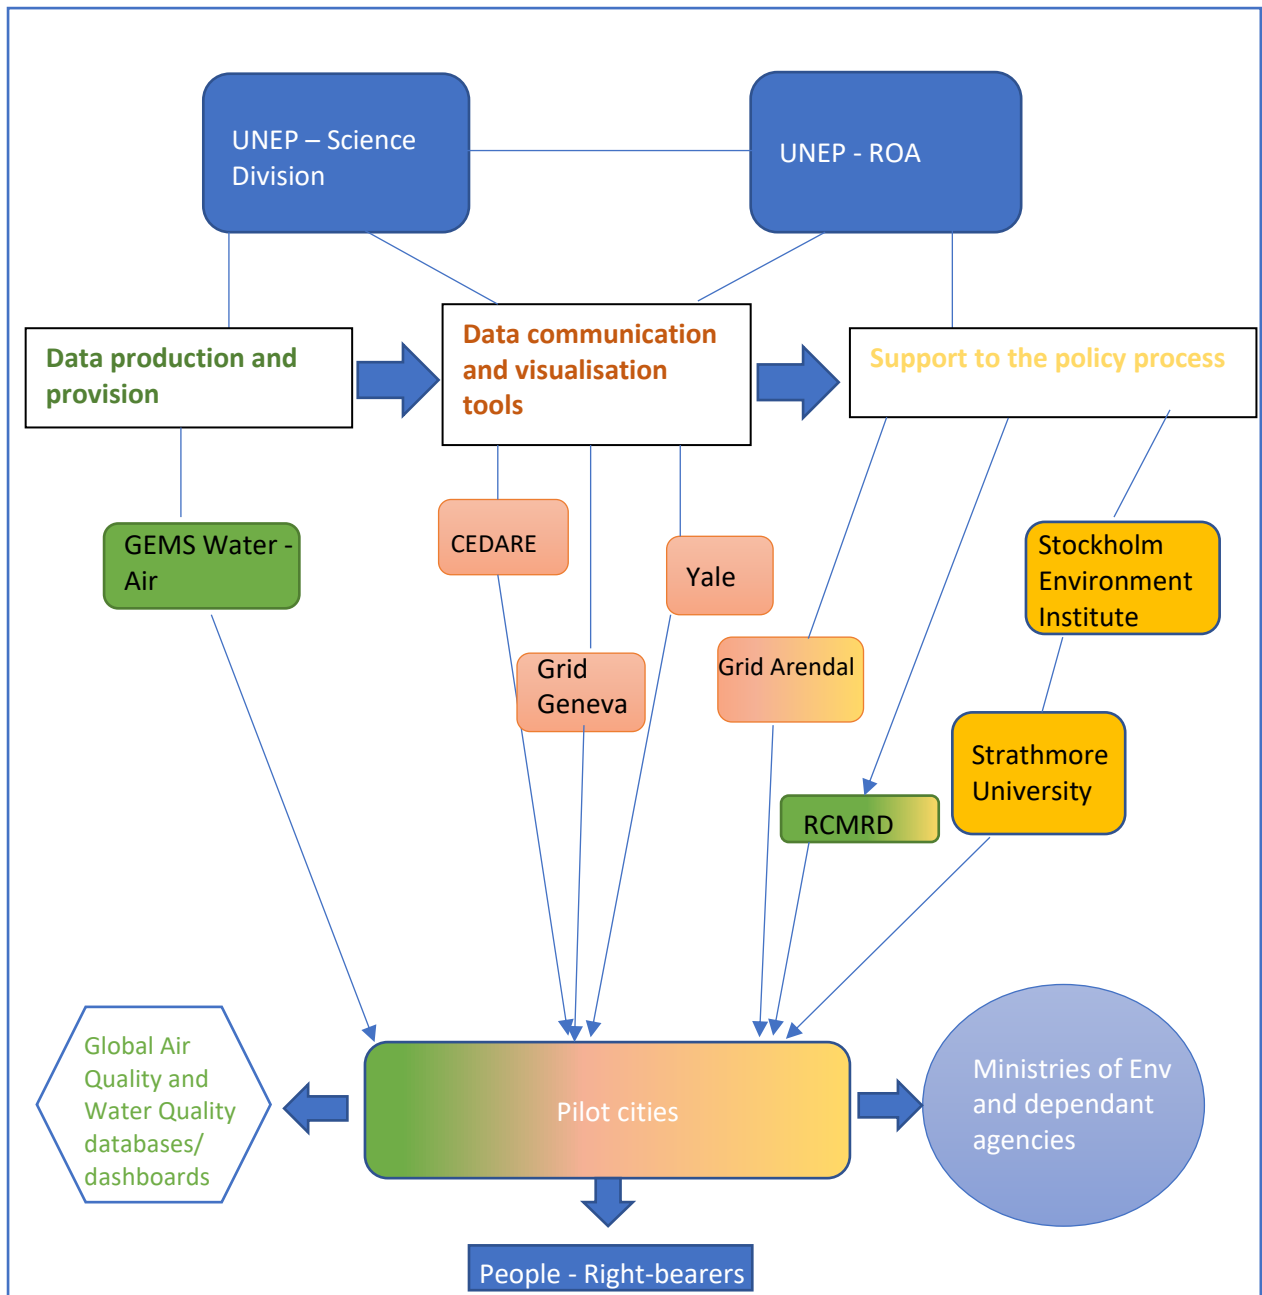 UNEP – Science
Division
UNEP - ROA
Data production and
provision
Data communication
and visualisation
tools
Support to the policy process
GEMS Water -
Air
CEDARE
Yale
Stockholm
Environment
Institute
Grid
Geneva
Grid Arendal
Strathmore
University
RCMRD
Global Air
Quality and
Water Quality
databases/
dashboards
Pilot cities
Ministries of Env
and dependant
agencies
People - Right-bearers